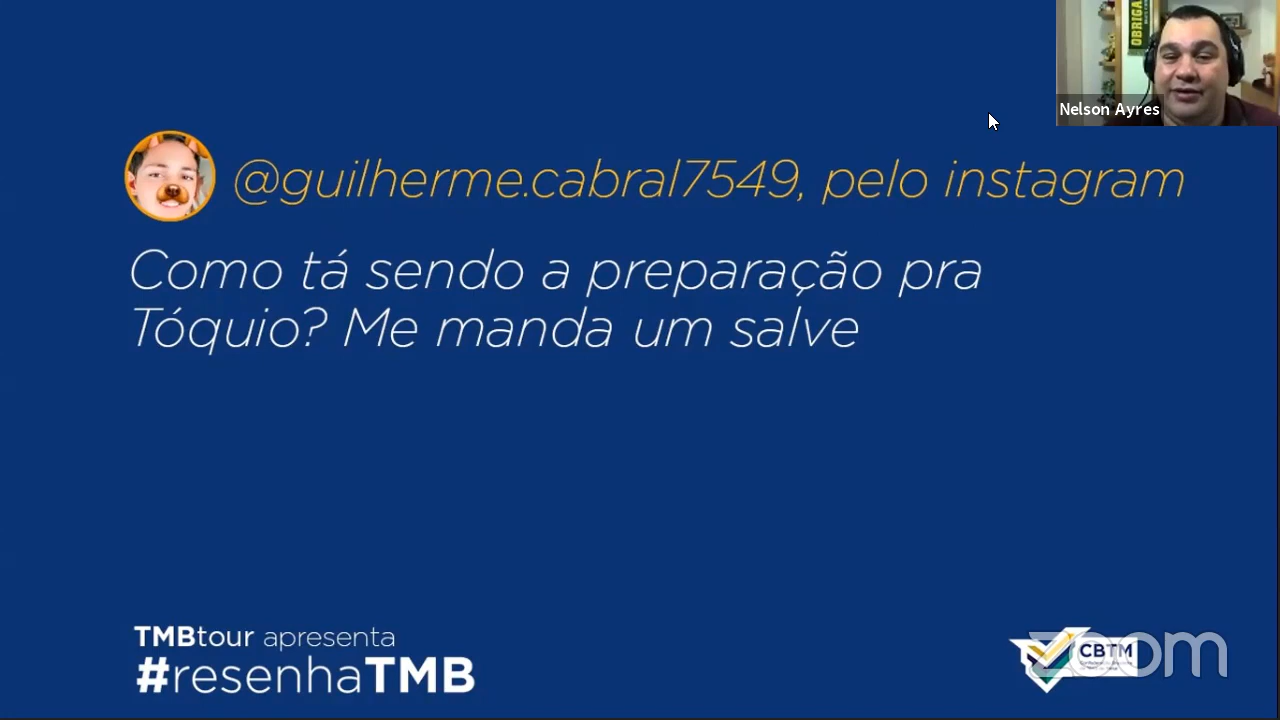 OBRIGA
Nelson Ayres
@guilherme.cabral7549, pelo instagram
Como tá sendo a preparação pra
Tóquio? Me manda um salve
TMBtour apresenta
#resenhaTMB
CBTM
zoom